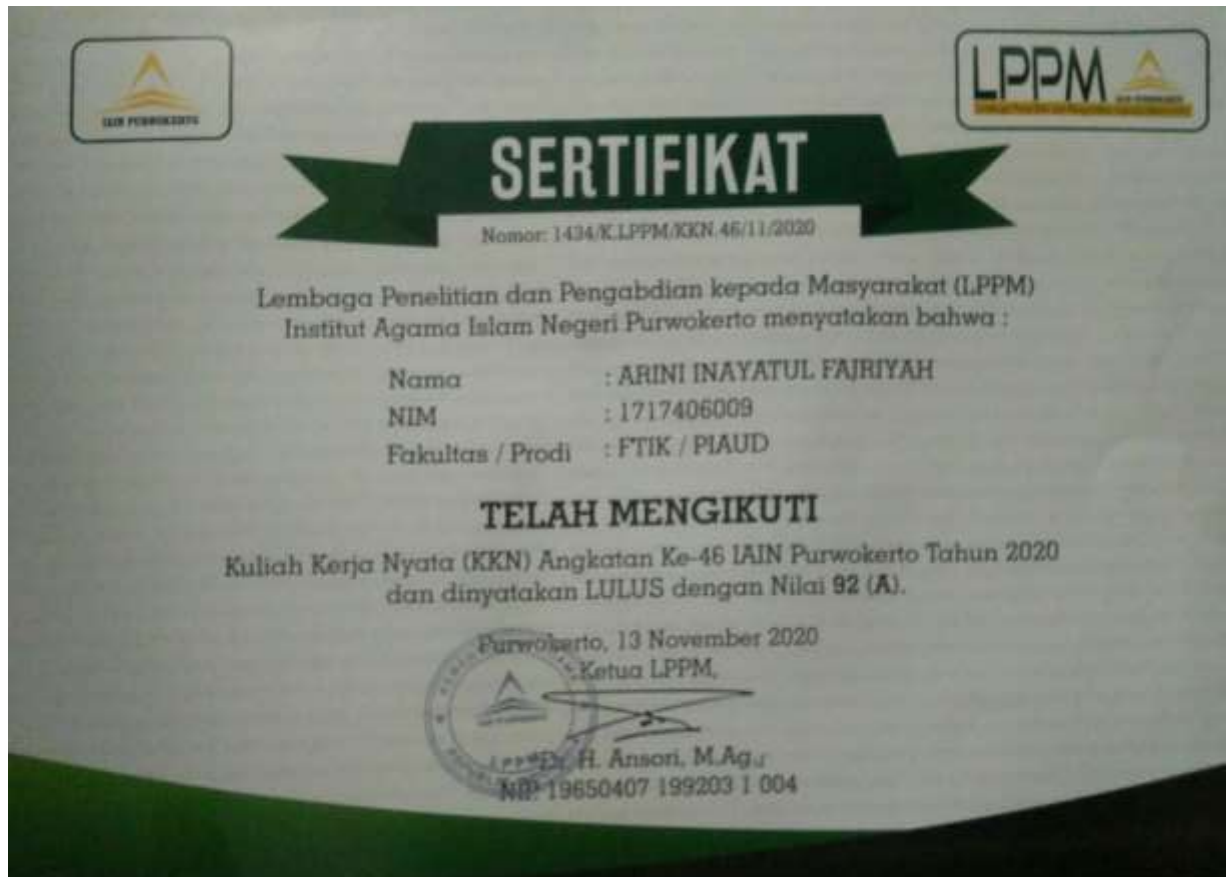 IAIN PURWOKERTO
LPPM
SERTIFIKAT
Nomor: 1434/K.LPPM/KKN.46/11/2020
Lembaga Penelitian dan Pengabdian kepada Masyarakat (LPPM)
Institut Agama Islam Negeri Purwokerto menyatakan bahwa :
Nama : ARINI INAYATUL FAJRIYAH
NIM : 1717406009
Fakultas / Prodi : FTIK / PIAUD
TELAH MENGIKUTI
Kuliah Kerja Nyata (KKN) Angkatan Ke-46 IAIN Purwokerto Tahun 2020
dan dinyatakan LULUS dengan Nilai 92 (A).
Purwokerto, 13 November 2020
Ketua LPPM,
LPPM
Dr. H. Ansori, M.Ag.
NIP. 19650407 199203 1 004